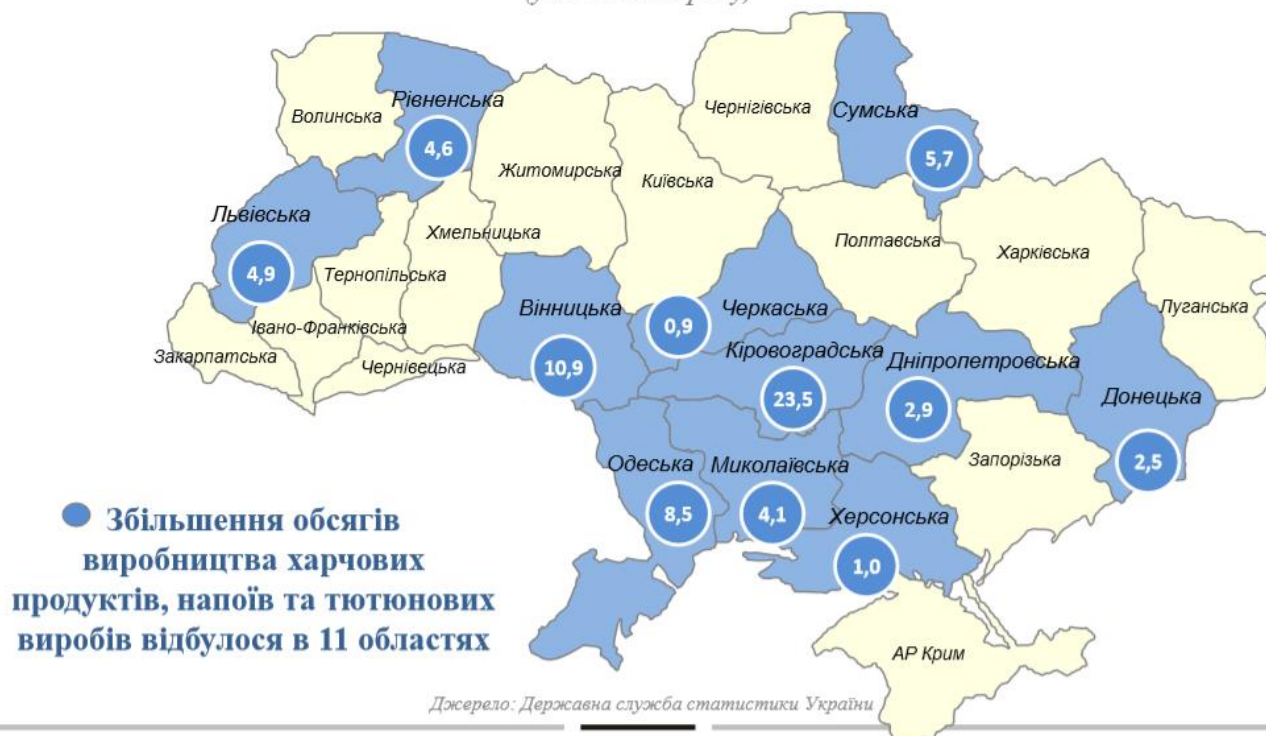 Волинська
Рівненська
4,6
Чернігівська
Сумська
5,7
Житомирська
Київська
Львівська
4,9
Хмельницька
Тернопільська
Полтавська
Харківська
Луганська
Івано-Франківська
Закарпатська
Чернівецька
Вінницька
10,9
Черкаська
0,9
Кіровоградська
23,5
Дніпропетровська
2,9
Донецька
2,5
Запорізька
Одеська
8,5
Миколаївська
4,1
Херсонська
1,0
АР Крим
Збільшення обсягів
виробництва харчових
продуктів, напоїв та тютюнових
виробів відбулося в 11 областях
Джерело: Державна служба статистики України